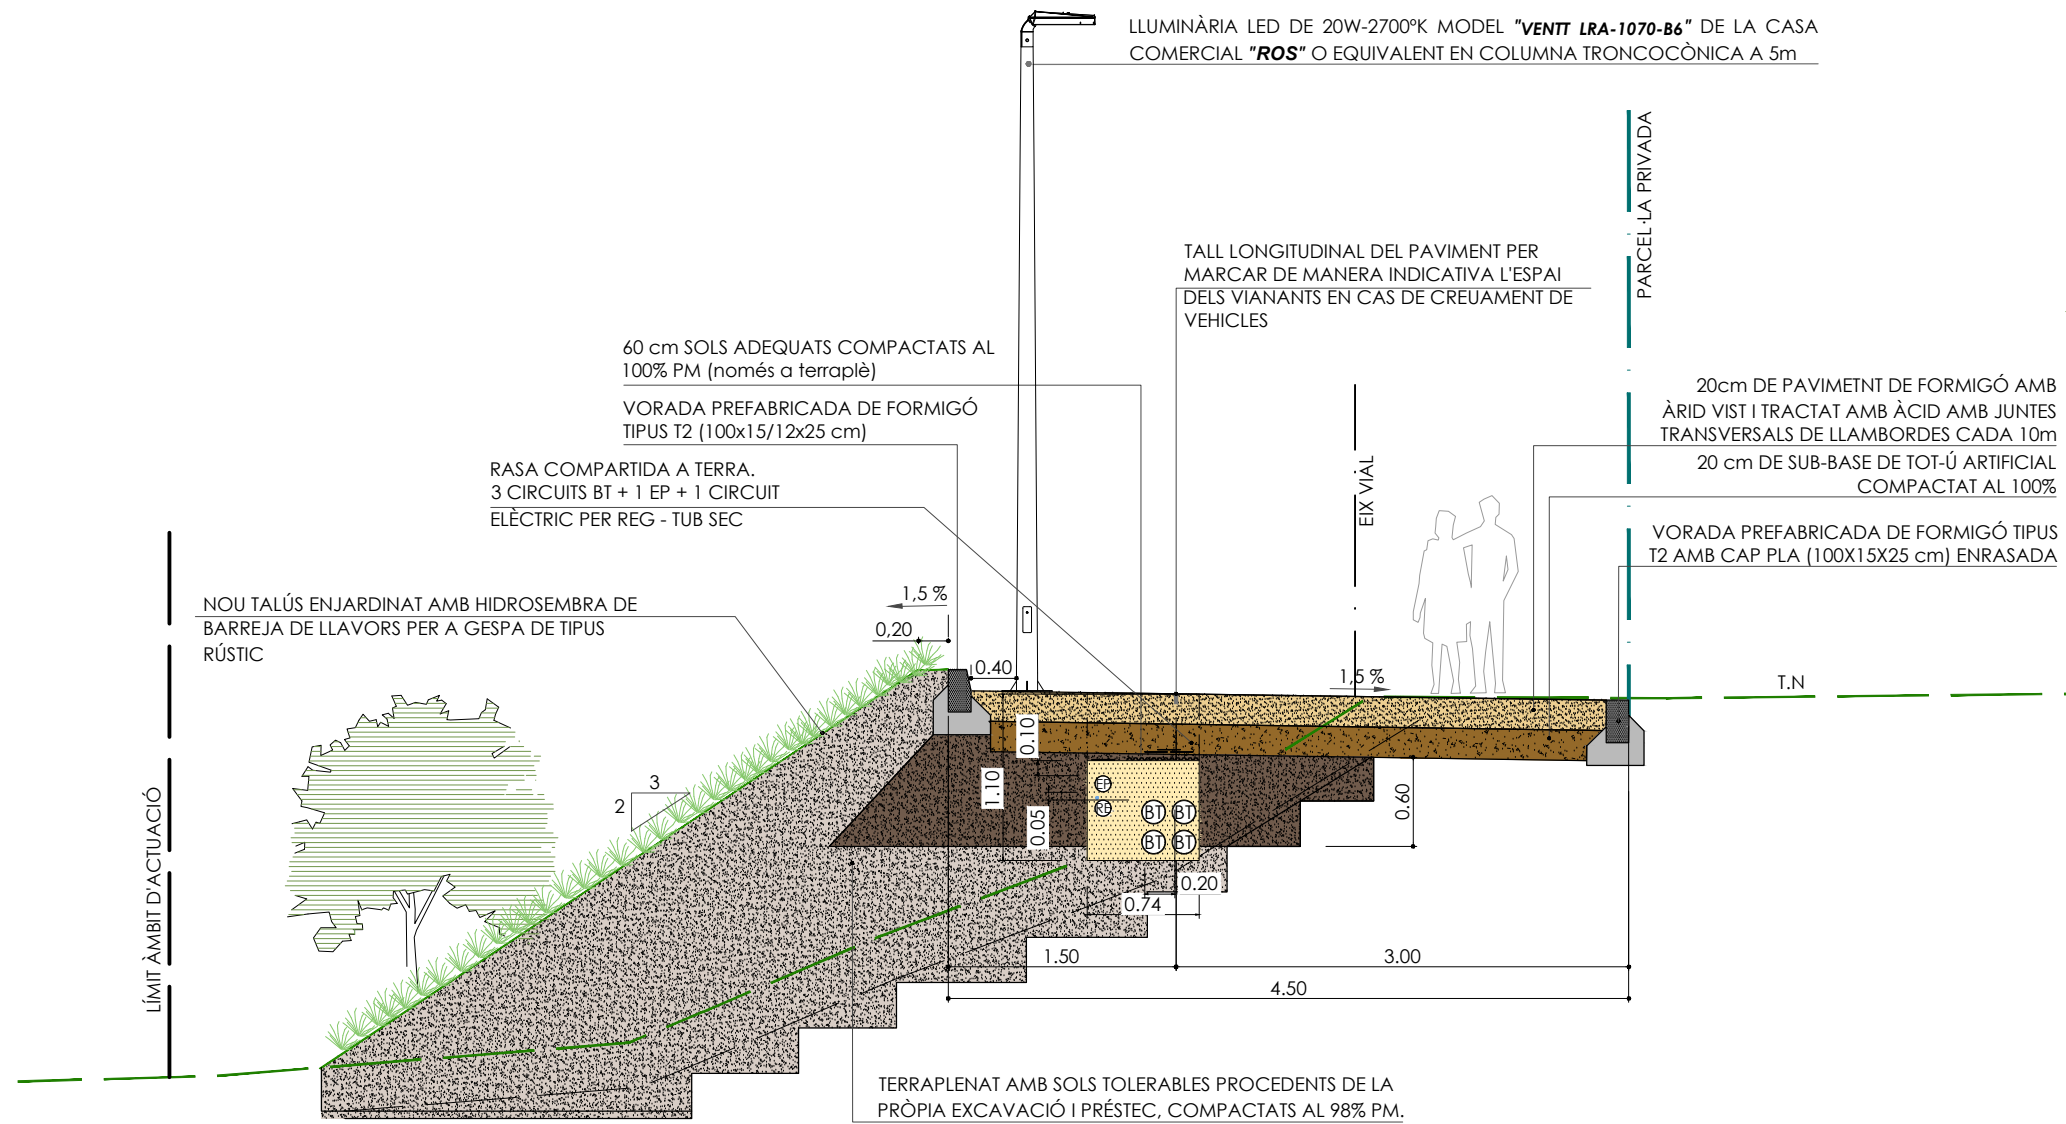 LLUMINÀRIA LED DE 20W-2700ºK MODEL "VENTT LRA-1070-B6" DE LA CASA
COMERCIAL "ROS" O EQUIVALENT EN COLUMNA TRONCOCÒNICA A 5m
PARCEL·LA PRIVADA
TALL LONGITUDINAL DEL PAVIMENT PER
MARCAR DE MANERA INDICATIVA L'ESPAI
DELS VIANANTS EN CAS DE CREUAMENT DE
VEHICLES
60 cm SOLS ADEQUATS COMPACTATS AL
100% PM (només a terraplè)
VORADA PREFABRICADA DE FORMIGÓ
TIPUS T2 (100x15/12x25 cm)
RASA COMPARTIDA A TERRA.
3 CIRCUITS BT + 1 EP + 1 CIRCUIT
ELÈCTRIC PER REG - TUB SEC
EIX VIÀL
20cm DE PAVIMETNT DE FORMIGÓ AMB
ÀRID VIST I TRACTAT AMB ÀCID AMB JUNTES
TRANSVERSALS DE LLAMBORDES CADA 10m
20 cm DE SUB-BASE DE TOT-Ú ARTIFICIAL
COMPACTAT AL 100%
VORADA PREFABRICADA DE FORMIGÓ TIPUS
T2 AMB CAP PLA (100X15X25 cm) ENRASADA
NOU TALÚS ENJARDINAT AMB HIDROSEMBRA DE
BARREJA DE LLAVORS PER A GESPA DE TIPUS
RÚSTIC
1,5 %
0,20
0.40
1,5 %
T.N
LÍMIT ÀMBIT D'ACTUACIÓ
3
2
0.10
1.10
0.05
EP
RE
BT
BT
BT
BT
0.60
0.20
0.74
1.50
3.00
4.50
TERRAPLENAT AMB SOLS TOLERABLES PROCEDENTS DE LA
PRÒPIA EXCAVACIÓ I PRÉSTEC, COMPACTATS AL 98% PM.